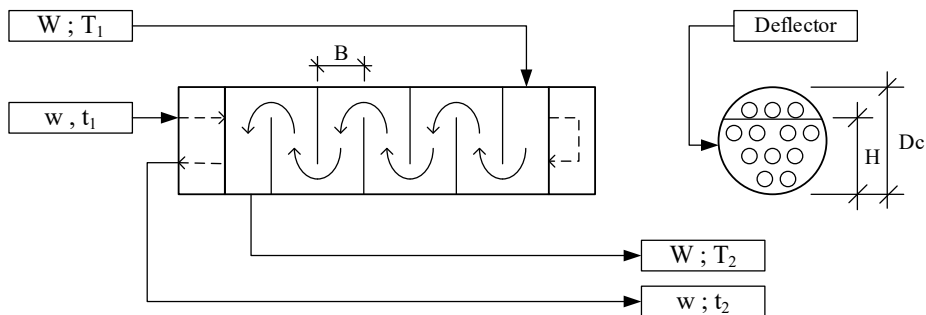 W ; T₁
Deflector
B
w , t₁
H
Dc
W ; T₂
w ; t₂